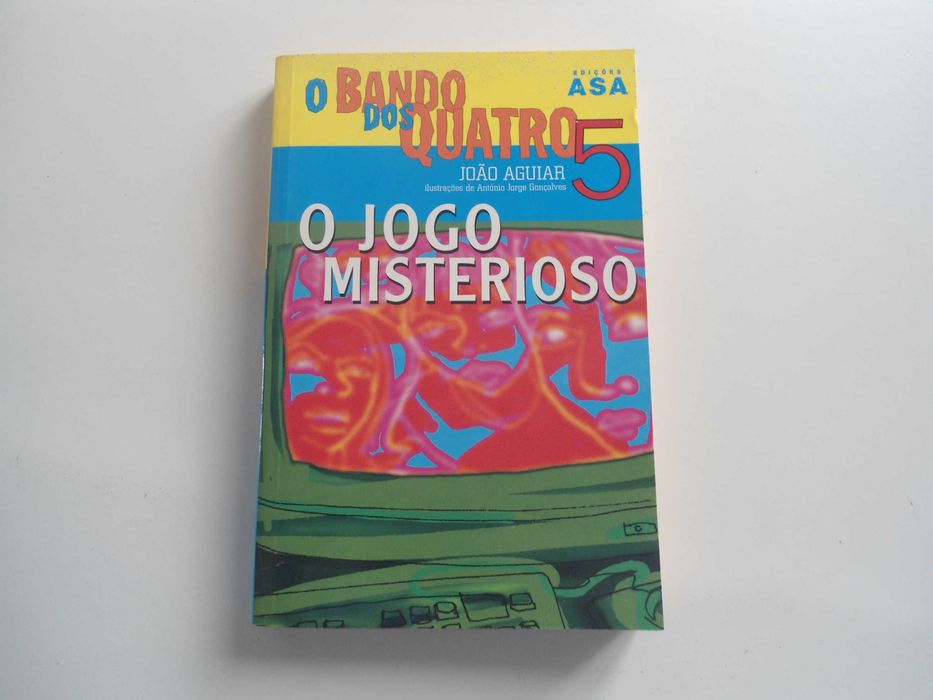 EDIÇÕES
ASA
O BANDO
DOS
QUATRO
5
JOÃO AGUIAR
ilustrações de António Jorge Gonçalves
O JOGO
MISTERIOSO